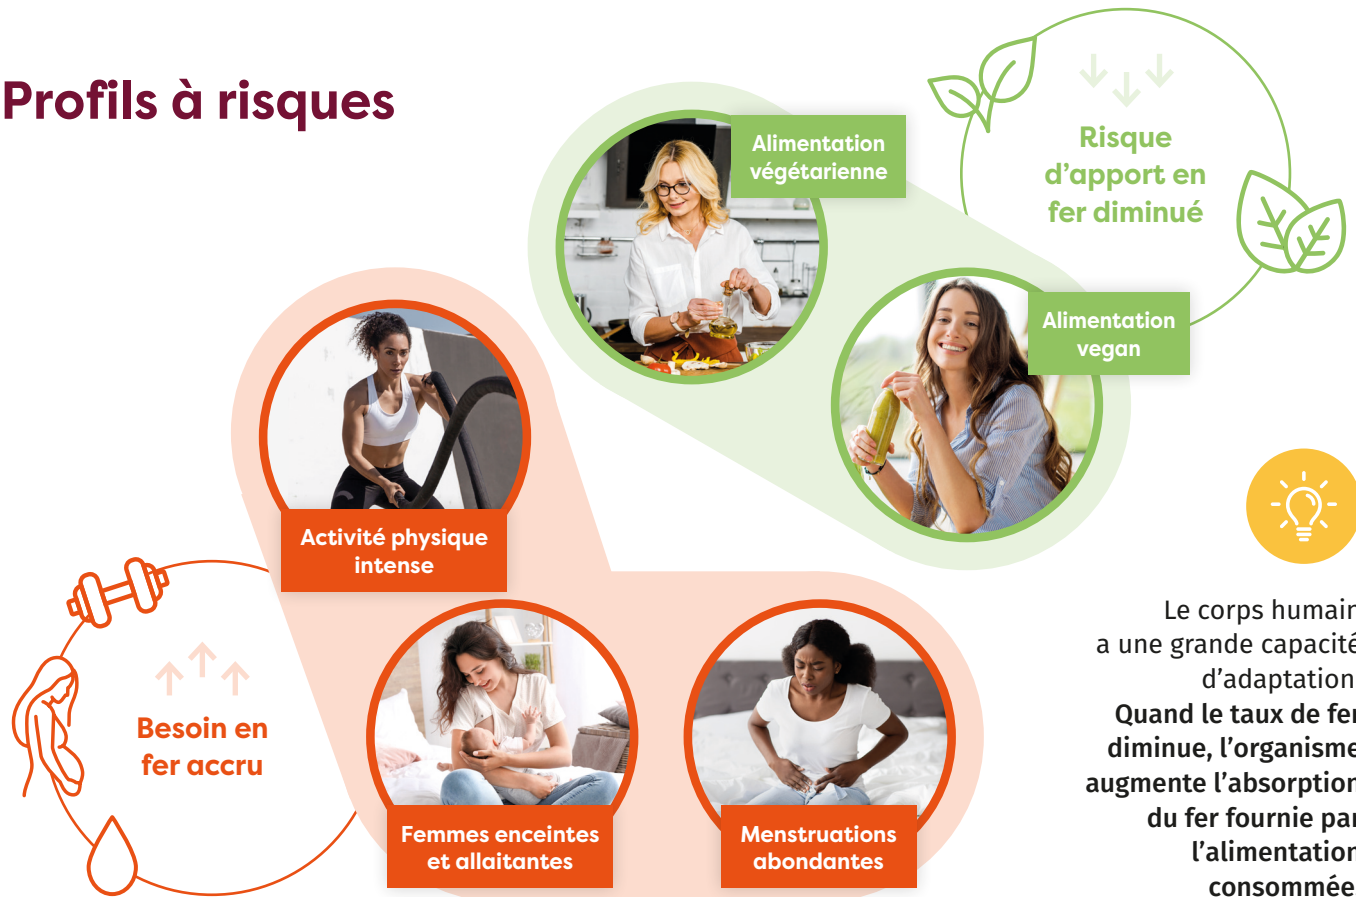 Profils à risques
Alimentation
végétarienne
Risque
d'apport en
fer diminué
Alimentation
vegan
Activité physique
intense
Besoin en
fer accru
Femmes enceintes
et allaitantes
Menstruations
abondantes
Le corps humain
a une grande capacité
d'adaptation
Quand le taux de fer
diminue, l'organisme
augmente l'absorption
du fer fournie par
l'alimentation
consommée